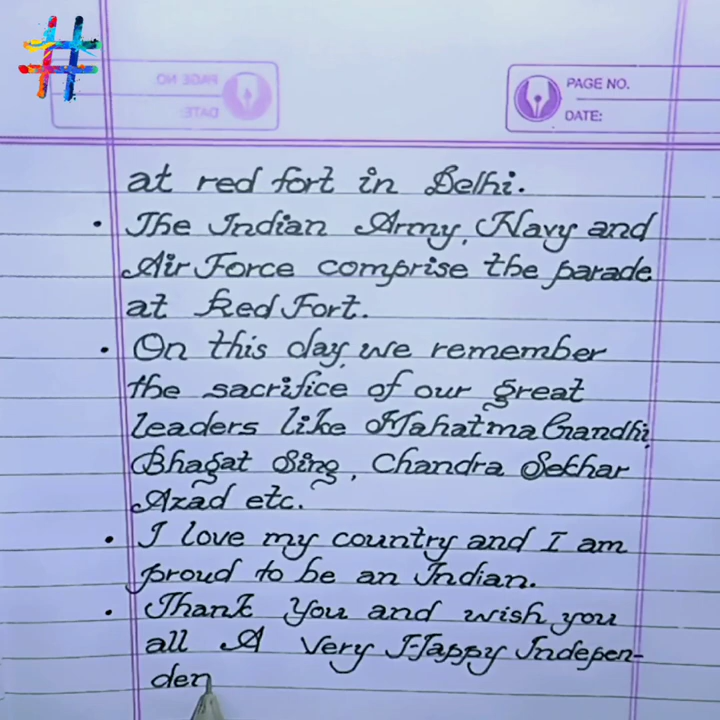 #
PAGE NO.
DATE:
PAGE NO
DATE:
at red fort in Delhi.
• The Indian Army, Navy and
Air Force comprise the parade
at Red Fort.
• On this day, we remember
the sacrifice of our great
leaders like Mahatma Gandhi,
Bhagat Sing, Chandra Sekhar
Azad etc.
• I love my country and I am
proud to be an Indian.
• Thank You and wish you
all A Very Happy Indepen-
den